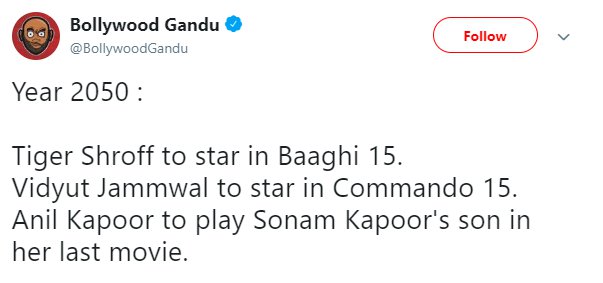 Bollywood Gandu
@BollywoodGandu
Follow
Year 2050 :
Tiger Shroff to star in Baaghi 15.
Vidyut Jammwal to star in Commando 15.
Anil Kapoor to play Sonam Kapoor's son in
her last movie.